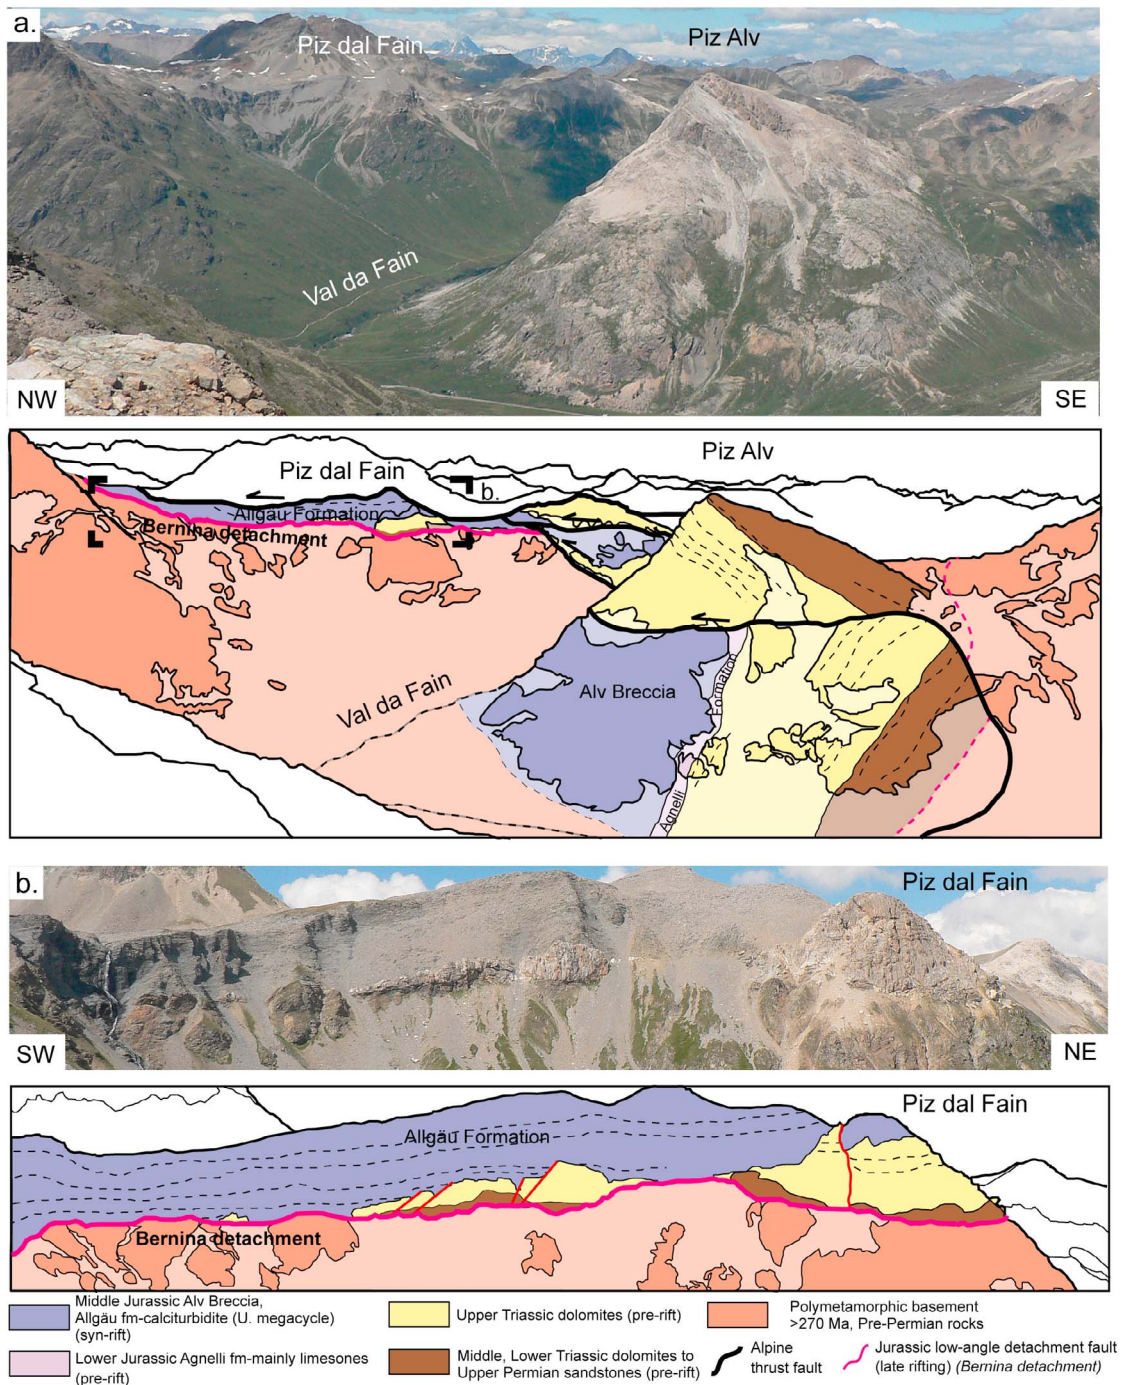 a.
Piz dal Fain
Piz Alv
Val da Fain
NW
SE
Piz Alv
Piz dal Fain
b.
Allgäu Formation
Bernina detachment
Val da Fain
Alv Breccia
Formation
Agnelli
b.
Piz dal Fain
SW
NE
Piz dal Fain
Allgäu Formation
Bernina detachment
Middle Jurassic Alv Breccia,
Allgäu fm-calciturbidite (U. megacycle)
(syn-rift)
Upper Triassic dolomites (pre-rift)
Polymetamorphic basement
>270 Ma, Pre-Permian rocks
Lower Jurassic Agnelli fm-mainly limesones
(pre-rift)
Middle, Lower Triassic dolomites to
Upper Permian sandstones (pre-rift)
Alpine
thrust fault
Jurassic low-angle detachment fault
(late rifting) (Bernina detachment)